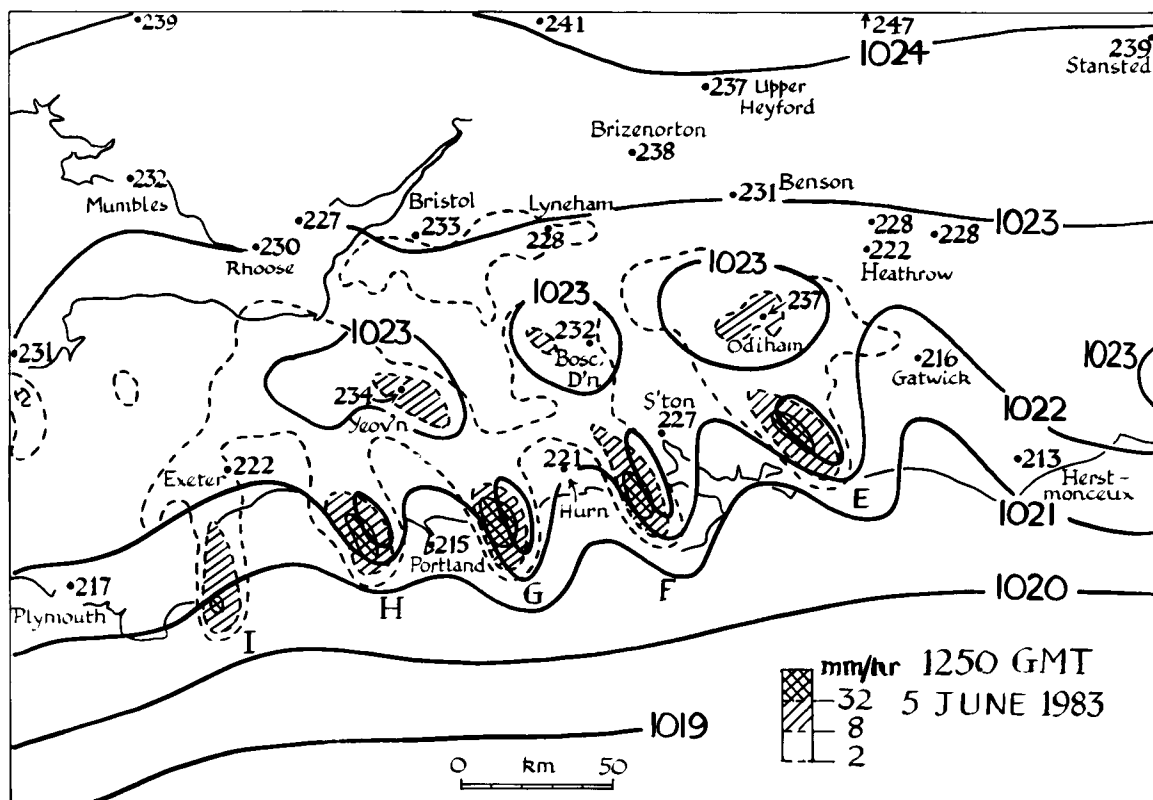 239
241
247
1024
239
Stansted
237 Upper
Heyford
Brizenorton
238
232
Mumbles
231 Benson
Bristol
233
Lyneham
228
227
230
Rhoose
228
228
1023
222
Heathrow
1023
1023
1023
237
Odiham
232
Bosc.
D'n
231
234
Yeov'n
216
Gatwick
1023
1022
S'ton
227
Exeter
222
221
Hurn
213
Herst-
monceux
1021
E
215
Portland
217
Plymouth
H
G
F
I
1020
1019
mm/hr
32
8
2
1250 GMT
5 JUNE 1983
0 km 50